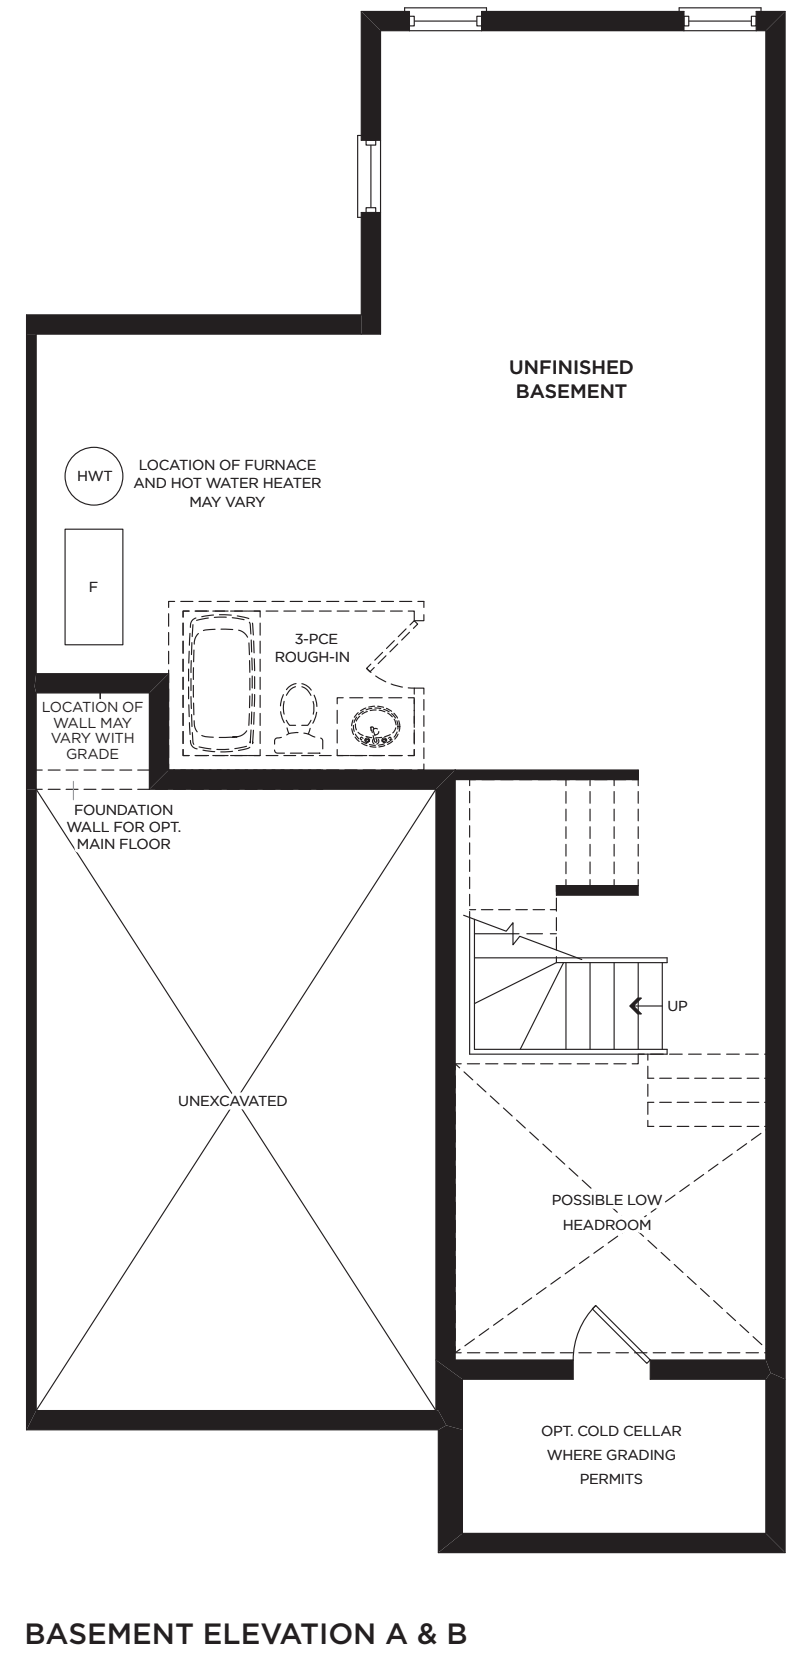 UNFINISHED
BASEMENT
HWT
LOCATION OF FURNACE
AND HOT WATER HEATER
MAY VARY
F
3-PCE
ROUGH-IN
LOCATION OF
WALL MAY
VARY WITH
GRADE
FOUNDATION
WALL FOR OPT.
MAIN FLOOR
UP
UNEXCAVATED
POSSIBLE LOW
HEADROOM
OPT. COLD CELLAR
WHERE GRADING
PERMITS
BASEMENT ELEVATION A & B